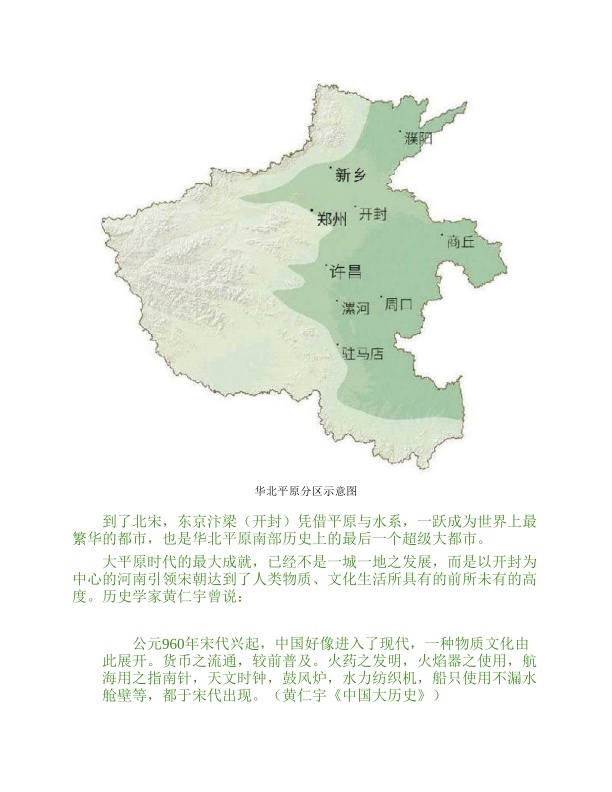 濮阳
新乡
郑州
开封
商丘
许昌
漯河
周口
驻马店
华北平原分区示意图
到了北宋，东京汴梁（开封）凭借平原与水系，一跃成为世界上最
繁华的都市，也是华北平原南部历史上的最后一个超级大都市。
大平原时代的最大成就，已经不是一城一地之发展，而是以开封为
中心的河南引领宋朝达到了人类物质、文化生活所具有的前所未有的高
度。历史学家黄仁宇曾说：
公元960年宋代兴起，中国好像进入了现代，一种物质文化由
此展开。货币之流通，较前普及。火药之发明，火焰器之使用，航
海用之指南针，天文时钟，鼓风炉，水力纺织机，船只使用不漏水
舱壁等，都于宋代出现。（黄仁宇《中国大历史》）